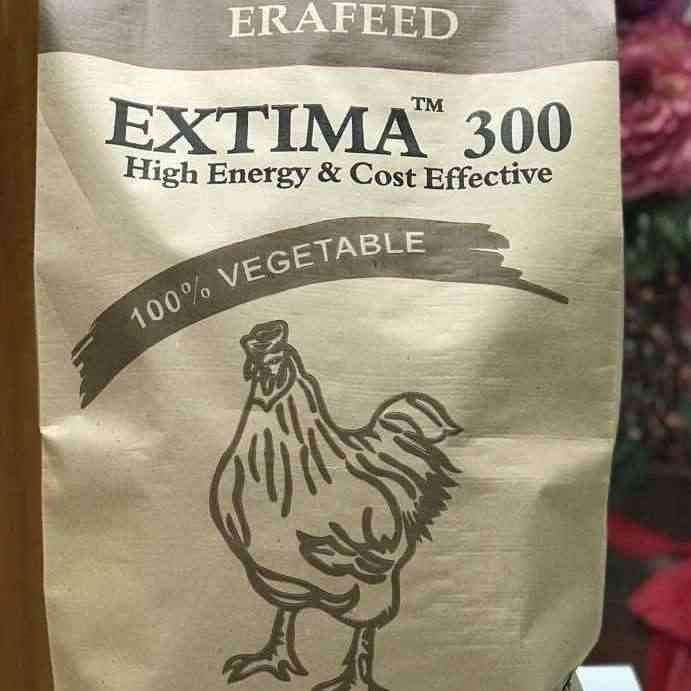 ERAFEED
EXTIMA™ 300
High Energy & Cost Effective
100% VEGETABLE